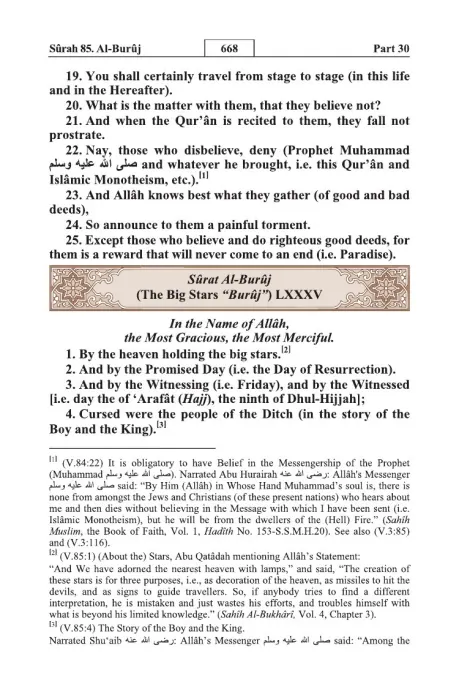 Sûrah 85. Al-Burûj 668 Part 30
19. You shall certainly travel from stage to stage (in this life
and in the Hereafter).
20. What is the matter with them, that they believe not?
21. And when the Qur’ân is recited to them, they fall not
prostrate.
22. Nay, those who disbelieve, deny (Prophet Muhammad
صلى الله عليه وسلم and whatever he brought, i.e. this Qur’ân and
Islâmic Monotheism, etc.).[1]
23. And Allâh knows best what they gather (of good and bad
deeds),
24. So announce to them a painful torment.
25. Except those who believe and do righteous good deeds, for
them is a reward that will never come to an end (i.e. Paradise).
Sûrat Al-Burûj
(The Big Stars “Burûj”) LXXXV
In the Name of Allâh,
the Most Gracious, the Most Merciful.
1. By the heaven holding the big stars.[2]
2. And by the Promised Day (i.e. the Day of Resurrection).
3. And by the Witnessing (i.e. Friday), and by the Witnessed
[i.e. day the of ‘Arafât (Hajj), the ninth of Dhul-Hijjah];
4. Cursed were the people of the Ditch (in the story of the
Boy and the King).[3]
[1] (V.84:22) It is obligatory to have Belief in the Messengership of the Prophet
(Muhammad صلى الله عليه وسلم). Narrated Abu Hurairah رضى الله عنه: Allâh's Messenger
صلى الله عليه وسلم said: “By Him (Allâh) in Whose Hand Muhammad’s soul is, there is
none from amongst the Jews and Christians (of these present nations) who hears about
me and then dies without believing in the Message with which I have been sent (i.e.
Islâmic Monotheism), but he will be from the dwellers of the (Hell) Fire.” (Sahîh
Muslim, the Book of Faith, Vol. 1, Hadîth No. 153-S.S.M.H.20). See also (V.3:85)
and (V.3:116).
[2] (V.85:1) (About the) Stars, Abu Qatâdah mentioning Allâh’s Statement:
“And We have adorned the nearest heaven with lamps,” and said, “The creation of
these stars is for three purposes, i.e., as decoration of the heaven, as missiles to hit the
devils, and as signs to guide travellers. So, if anybody tries to find a different
interpretation, he is mistaken and just wastes his efforts, and troubles himself with
what is beyond his limited knowledge.” (Sahîh Al-Bukhârî, Vol. 4, Chapter 3).
[3] (V.85:4) The Story of the Boy and the King.
Narrated Shu‘aib رضى الله عنه: Allâh’s Messenger صلى الله عليه وسلم said: “Among the